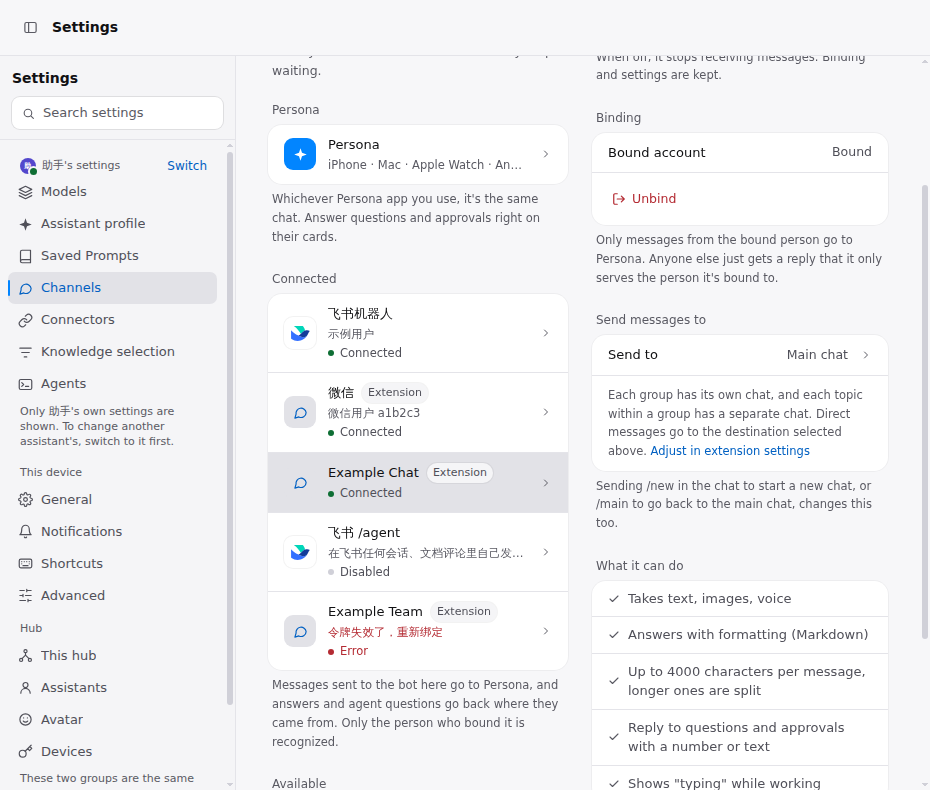 Settings
Settings
Search settings
助手's settings
Switch
Models
Assistant profile
Saved Prompts
Channels
Connectors
Knowledge selection
Agents
Only 助手's own settings are
shown. To change another
assistant's, switch to it first.
This device
General
Notifications
Shortcuts
Advanced
Hub
This hub
Assistants
Avatar
Devices
These two groups are the same
waiting.
Persona
Persona
iPhone · Mac · Apple Watch · An…
Whichever Persona app you use, it's the same
chat. Answer questions and approvals right on
their cards.
Connected
飞书机器人
示例用户
Connected
微信 Extension
微信用户 a1b2c3
Connected
Example Chat Extension
Connected
飞书 /agent
在飞书任何会话、文档评论里自己发…
Disabled
Example Team Extension
令牌失效了，重新绑定
Error
Messages sent to the bot here go to Persona, and
answers and agent questions go back where they
came from. Only the person who bound it is
recognized.
Available
When off, it stops receiving messages. Binding
and settings are kept.
Binding
Bound account Bound
Unbind
Only messages from the bound person go to
Persona. Anyone else just gets a reply that it only
serves the person it's bound to.
Send messages to
Send to Main chat
Each group has its own chat, and each topic
within a group has a separate chat. Direct
messages go to the destination selected
above. Adjust in extension settings
Sending /new in the chat to start a new chat, or
/main to go back to the main chat, changes this
too.
What it can do
Takes text, images, voice
Answers with formatting (Markdown)
Up to 4000 characters per message,
longer ones are split
Reply to questions and approvals
with a number or text
Shows "typing" while working